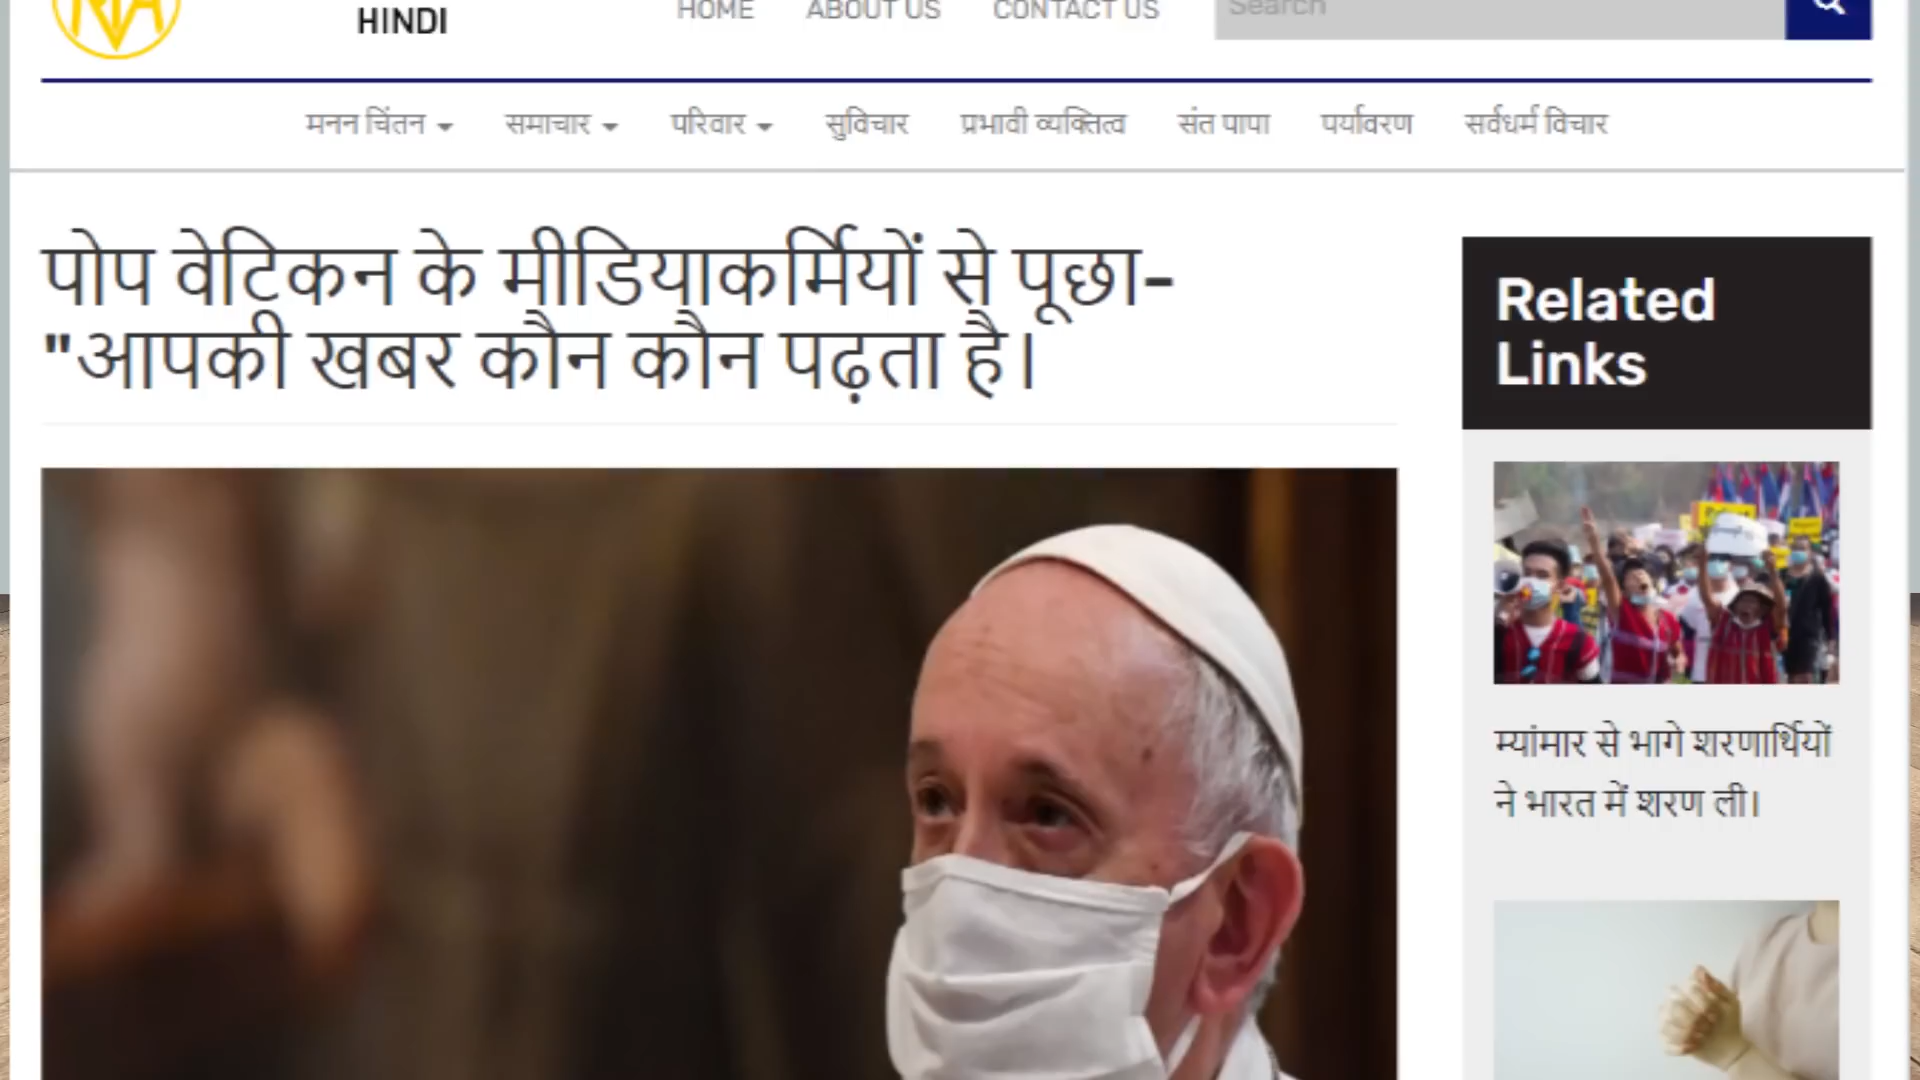 RVA
HINDI
HOME ABOUT US CONTACT US Search
मनन चिंतन समाचार परिवार सुविचार प्रभावी व्यक्तित्व संत पापा पर्यावरण सर्वधर्म विचार
पोप वेटिकन के मीडियाकर्मियों से पूछा-
"आपकी खबर कौन कौन पढ़ता है।
Related
Links
म्यांमार से भागे शरणार्थियों
ने भारत में शरण ली।